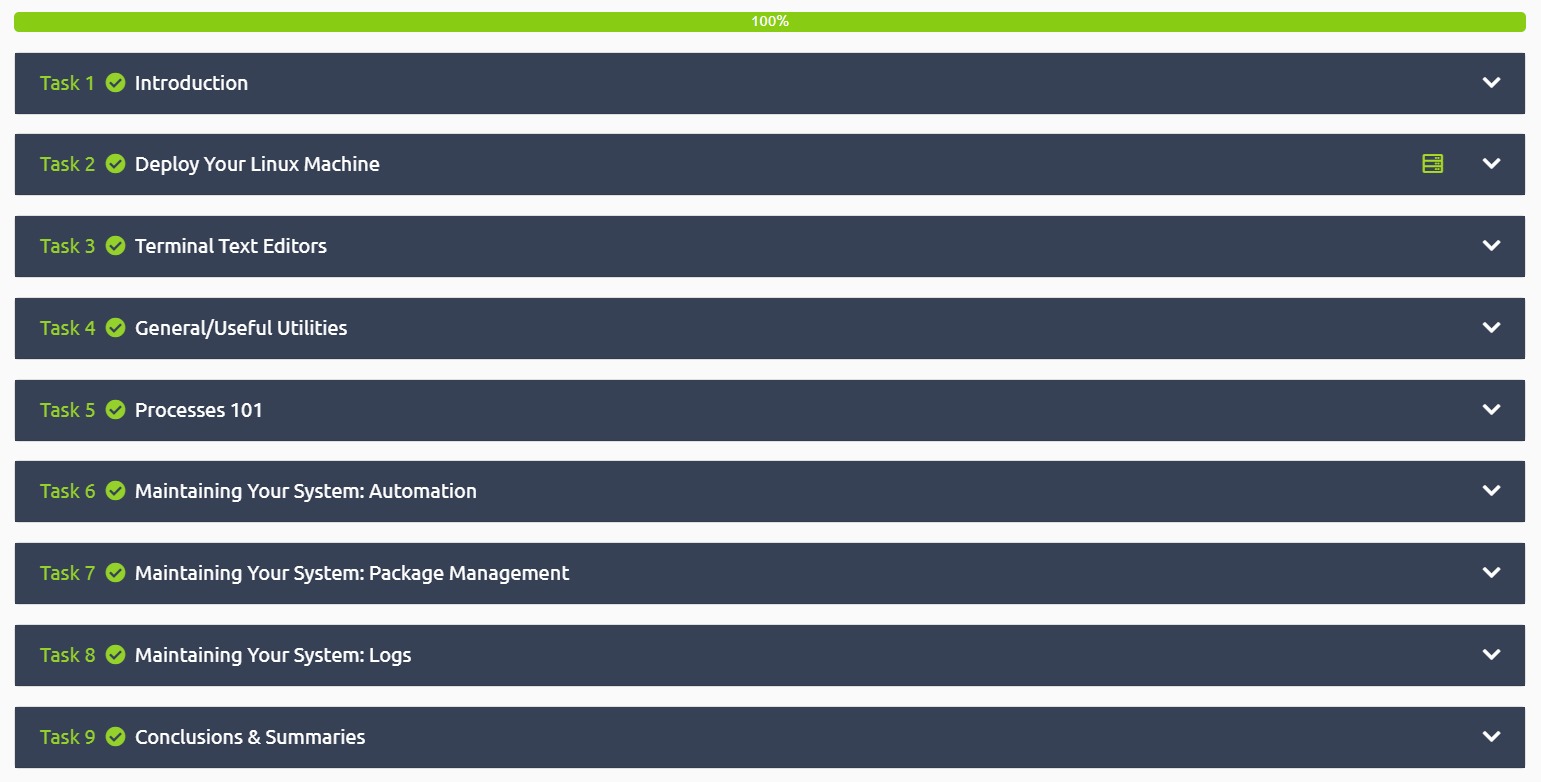 100%
Task 1 Introduction
Task 2 Deploy Your Linux Machine
Task 3 Terminal Text Editors
Task 4 General/Useful Utilities
Task 5 Processes 101
Task 6 Maintaining Your System: Automation
Task 7 Maintaining Your System: Package Management
Task 8 Maintaining Your System: Logs
Task 9 Conclusions & Summaries